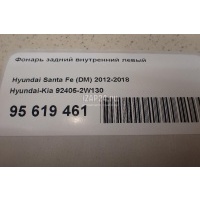 Фонарь задний внутренний левый
Hyundai Santa Fe (DM) 2012-2018
Hyundai-Kia 92405-2W130
95 619 461